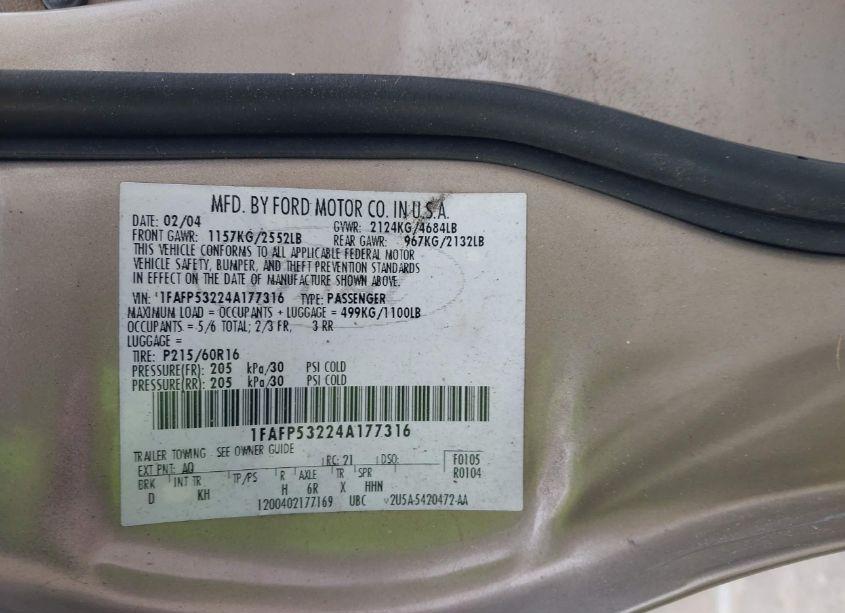 MFD. BY FORD MOTOR CO. IN U.S.A.
DATE: 02/04 GVWR: 2124KG/4684LB
FRONT GAWR: 1157KG/2552LB REAR GAWR: 967KG/2132LB
THIS VEHICLE CONFORMS TO ALL APPLICABLE FEDERAL MOTOR
VEHICLE SAFETY, BUMPER, AND THEFT PREVENTION STANDARDS
IN EFFECT ON THE DATE OF MANUFACTURE SHOWN ABOVE.
VIN: 1FAFP53224A177316 TYPE: PASSENGER
MAXIMUM LOAD = OCCUPANTS + LUGGAGE = 499KG/1100LB
OCCUPANTS = 5/6 TOTAL; 2/3 FR, 3 RR
LUGGAGE =
TIRE: P215/60R16
PRESSURE(FR): 205 kPa/30 PSI COLD
PRESSURE(RR): 205 kPa/30 PSI COLD
1FAFP53224A177316
TRAILER TOWING - SEE OWNER GUIDE
EXT PNT: AQ RC: 21 DSO: F0105
BRK INT TR TP/PS R AXLE TR SPR R0104
D KH H 6R X HHN
1200402177169 UBC 2U5A-5420472-AA